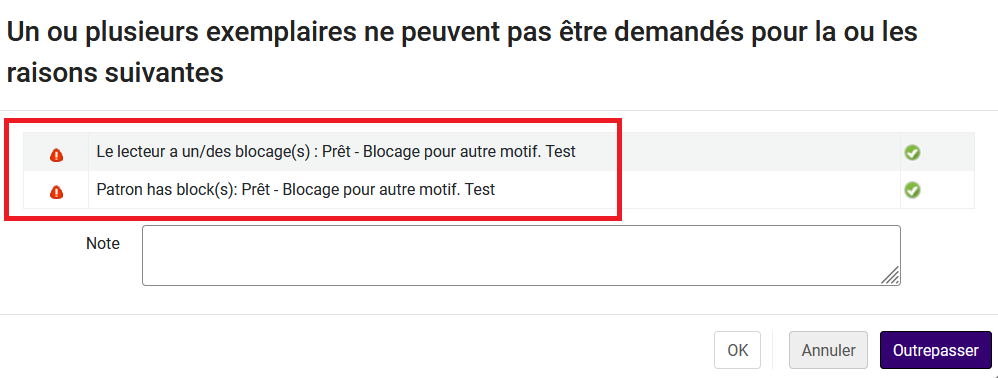 Un ou plusieurs exemplaires ne peuvent pas être demandés pour la ou les
raisons suivantes
Le lecteur a un/des blocage(s) : Prêt - Blocage pour autre motif. Test
Patron has block(s): Prêt - Blocage pour autre motif. Test
Note
OK
Annuler
Outrepasser